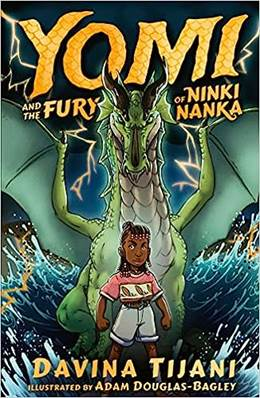 YOMI
AND THE FURY OF NINKI NANKA
DAVINA TIJANI
ILLUSTRATED BY ADAM DOUGLAS-BAGLEY